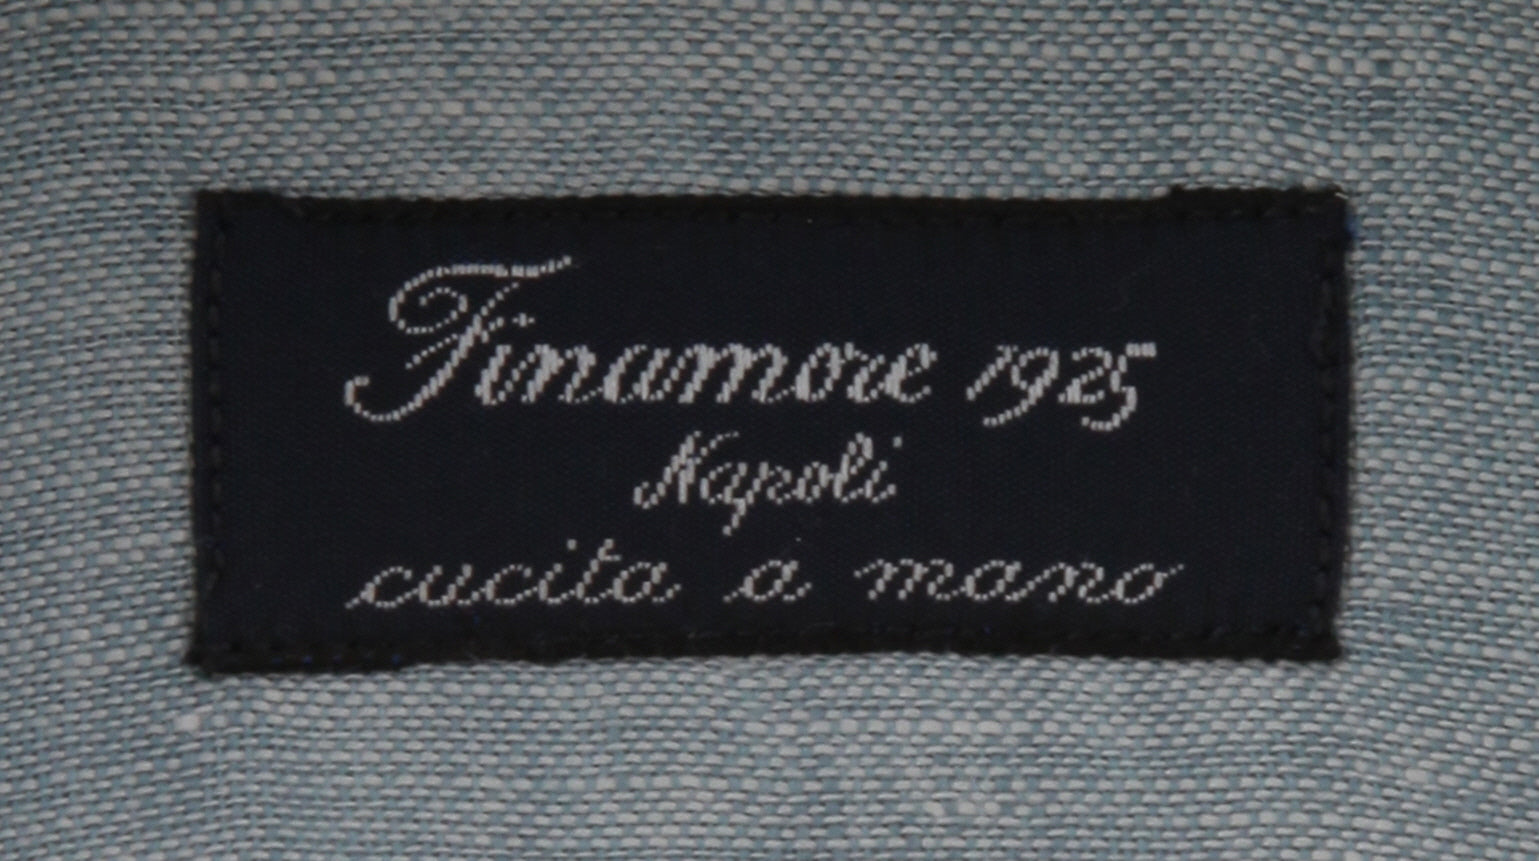 Finamore 1925
Napoli
cucita a mano